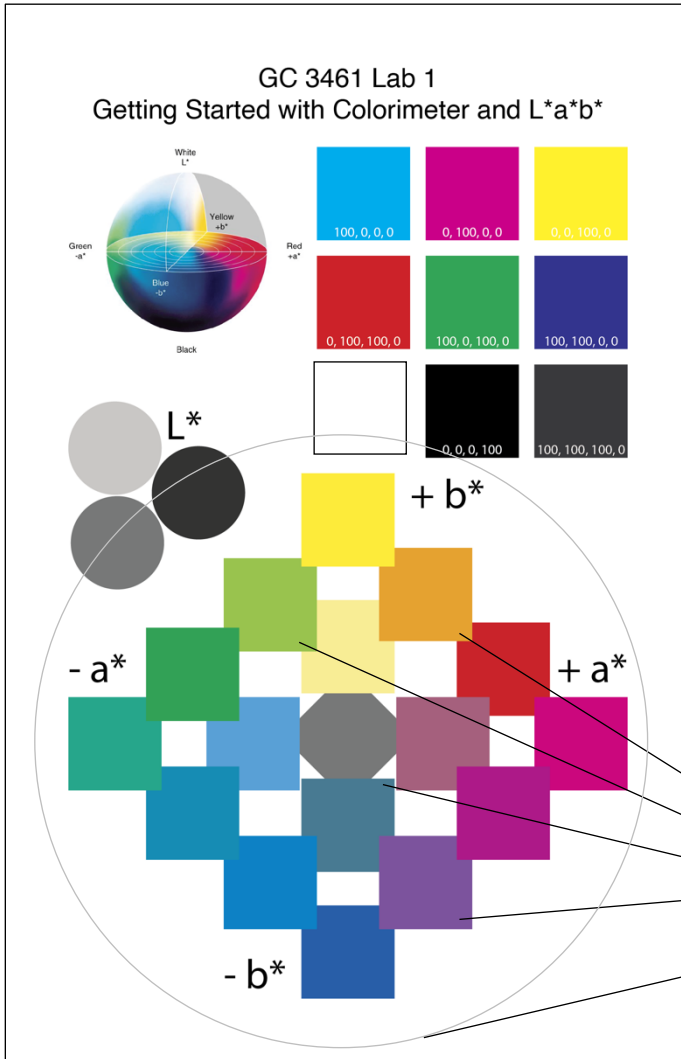 GC 3461 Lab 1
Getting Started with Colorimeter and L*a*b*
White
L*
Yellow
+b*
Green
-a*
Red
+a*
Blue
-b*
Black
100, 0, 0, 0
0, 100, 0, 0
0, 0, 100, 0
0, 100, 100, 0
100, 0, 100, 0
100, 100, 0, 0
0, 0, 0, 100
100, 100, 100, 0
L*
+ b*
- a*
+ a*
- b*